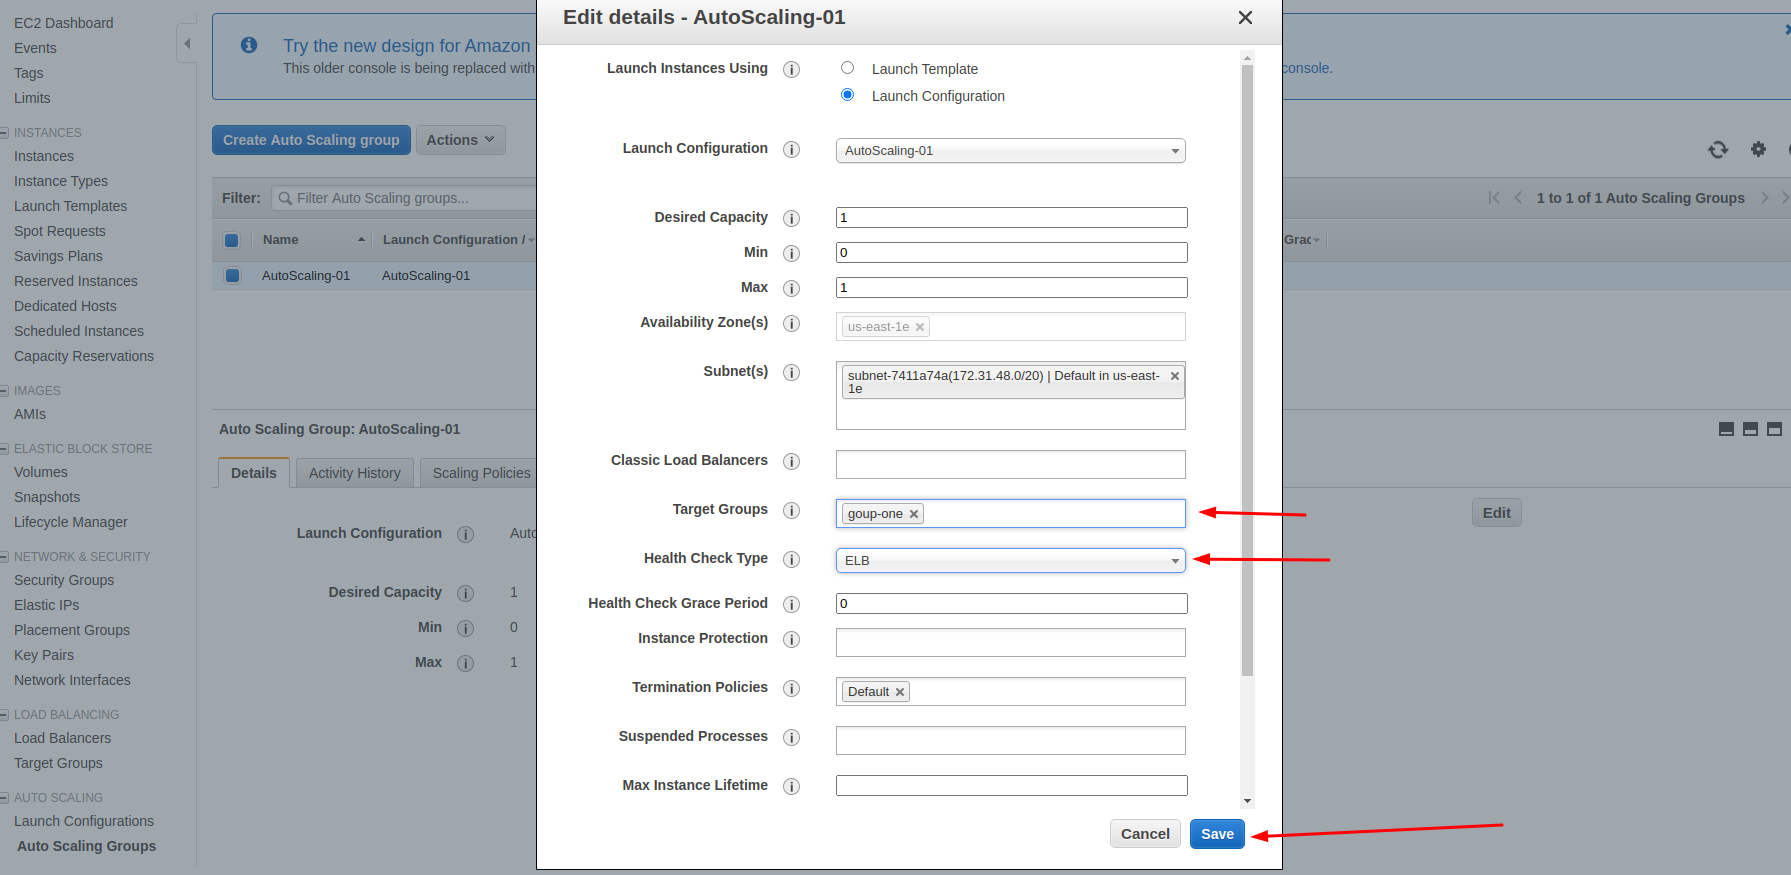 EC2 Dashboard
Events
Tags
Limits
INSTANCES
Instances
Instance Types
Launch Templates
Spot Requests
Savings Plans
Reserved Instances
Dedicated Hosts
Scheduled Instances
Capacity Reservations
IMAGES
AMIs
ELASTIC BLOCK STORE
Volumes
Snapshots
Lifecycle Manager
NETWORK & SECURITY
Security Groups
Elastic IPs
Placement Groups
Key Pairs
Network Interfaces
LOAD BALANCING
Load Balancers
Target Groups
AUTO SCALING
Launch Configurations
Auto Scaling Groups
Try the new design for Amazon
This older console is being replaced with
console.
Create Auto Scaling group Actions
Filter: Filter Auto Scaling groups...
1 to 1 of 1 Auto Scaling Groups
Name Launch Configuration /
Grac
AutoScaling-01 AutoScaling-01
Auto Scaling Group: AutoScaling-01
Details Activity History Scaling Policies
Edit
Launch Configuration Auto
Desired Capacity 1
Min 0
Max 1
Edit details - AutoScaling-01
Launch Instances Using Launch Template
Launch Configuration
Launch Configuration AutoScaling-01
Desired Capacity 1
Min 0
Max 1
Availability Zone(s) us-east-1e
Subnet(s) subnet-7411a74a(172.31.48.0/20) | Default in us-east-
1e
Classic Load Balancers
Target Groups goup-one
Health Check Type ELB
Health Check Grace Period 0
Instance Protection
Termination Policies Default
Suspended Processes
Max Instance Lifetime
Cancel Save